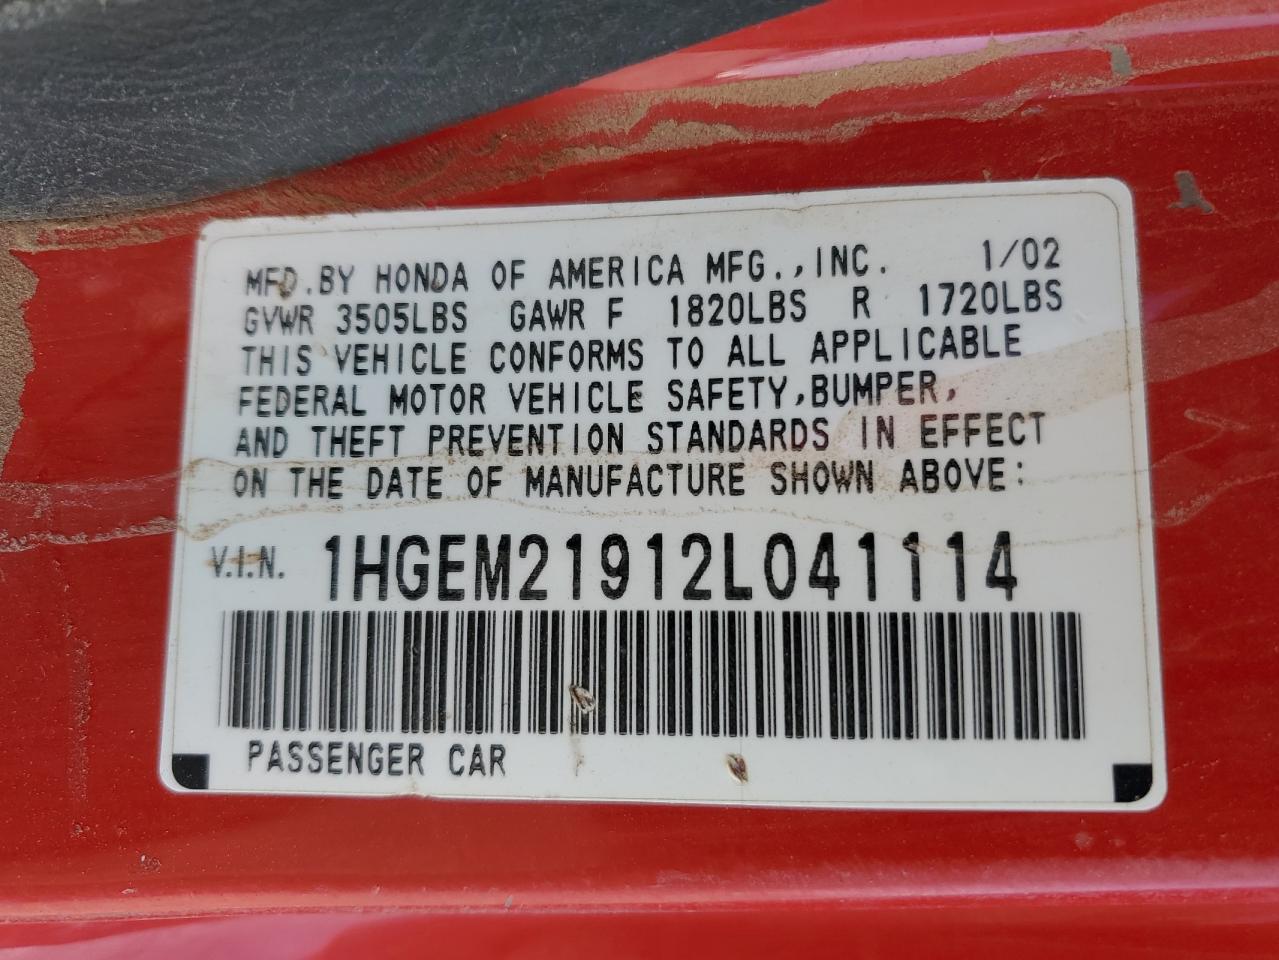 MFD.BY HONDA OF AMERICA MFG.,INC. 1/02
GVWR 3505LBS GAWR F 1820LBS R 1720LBS
THIS VEHICLE CONFORMS TO ALL APPLICABLE
FEDERAL MOTOR VEHICLE SAFETY,BUMPER,
AND THEFT PREVENTION STANDARDS IN EFFECT
ON THE DATE OF MANUFACTURE SHOWN ABOVE:
V.I.N. 1HGEM21912L041114
PASSENGER CAR